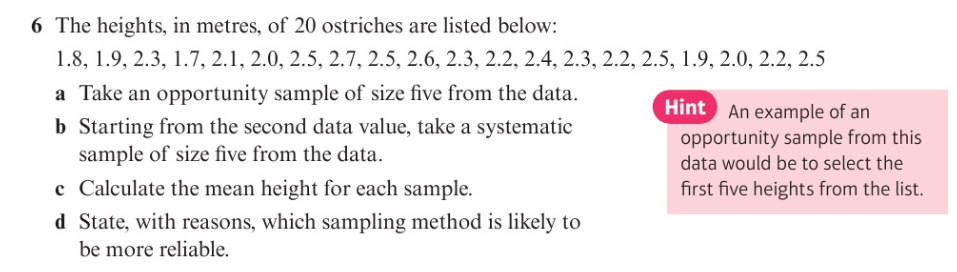 6 The heights, in metres, of 20 ostriches are listed below:
1.8, 1.9, 2.3, 1.7, 2.1, 2.0, 2.5, 2.7, 2.5, 2.6, 2.3, 2.2, 2.4, 2.3, 2.2, 2.5, 1.9, 2.0, 2.2, 2.5
a Take an opportunity sample of size five from the data.
b Starting from the second data value, take a systematic
sample of size five from the data.
c Calculate the mean height for each sample.
d State, with reasons, which sampling method is likely to
be more reliable.
Hint An example of an
opportunity sample from this
data would be to select the
first five heights from the list.